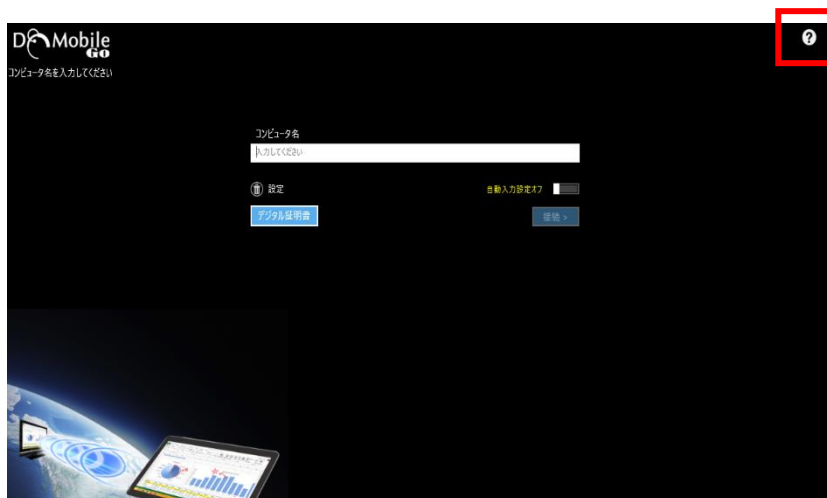 DoMobile
GO
コンピュータ名を入力してください
コンピュータ名
入力してください
設定
自動入力設定オフ
デジタル証明書
接続 >